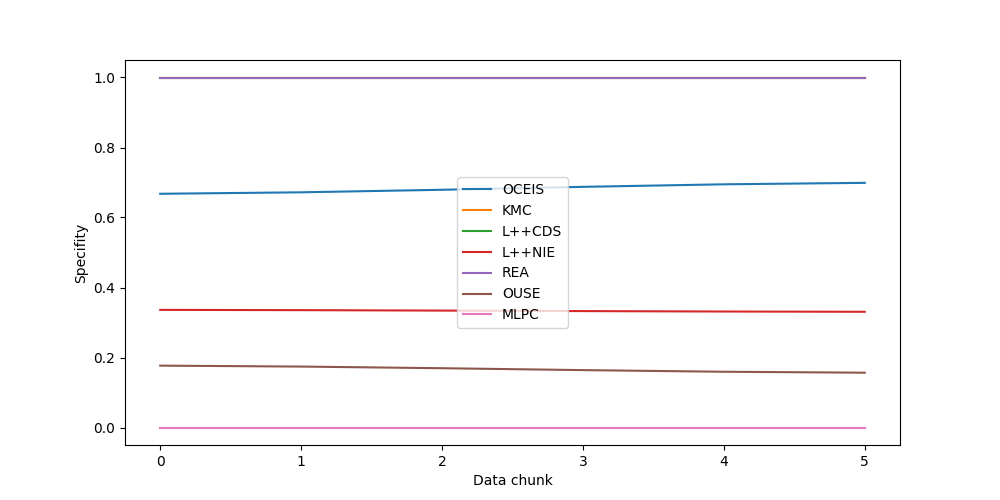 1.0
0.8
0.6
0.4
0.2
0.0
Specifity
OCEIS
KMC
L++CDS
L++NIE
REA
OUSE
MLPC
0 1 2 3 4 5
Data chunk